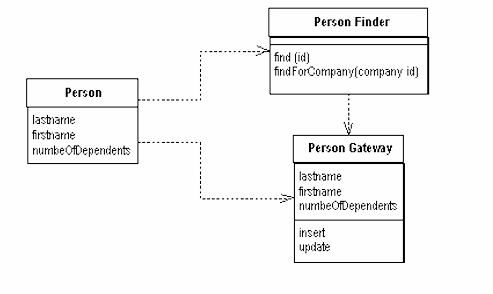 Person Finder
find (id)
findForCompany(company id)
Person
lastname
firstname
numbeOfDependents
Person Gateway
lastname
firstname
numbeOfDependents
insert
update